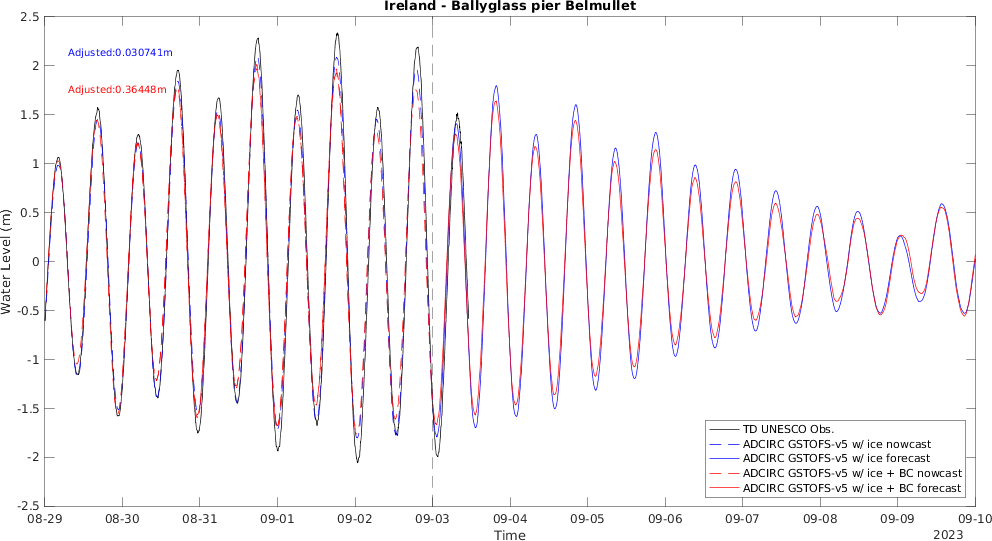 Ireland - Ballyglass pier Belmullet
Adjusted:0.030741m
Adjusted:0.36448m
Water Level (m)
2.5
2
1.5
1
0.5
0
-0.5
-1
-1.5
-2
-2.5
TD UNESCO Obs.
ADCIRC GSTOFS-v5 w/ ice nowcast
ADCIRC GSTOFS-v5 w/ ice forecast
ADCIRC GSTOFS-v5 w/ ice + BC nowcast
ADCIRC GSTOFS-v5 w/ ice + BC forecast
08-29 08-30 08-31 09-01 09-02 09-03 09-04 09-05 09-06 09-07 09-08 09-09 09-10
Time
2023